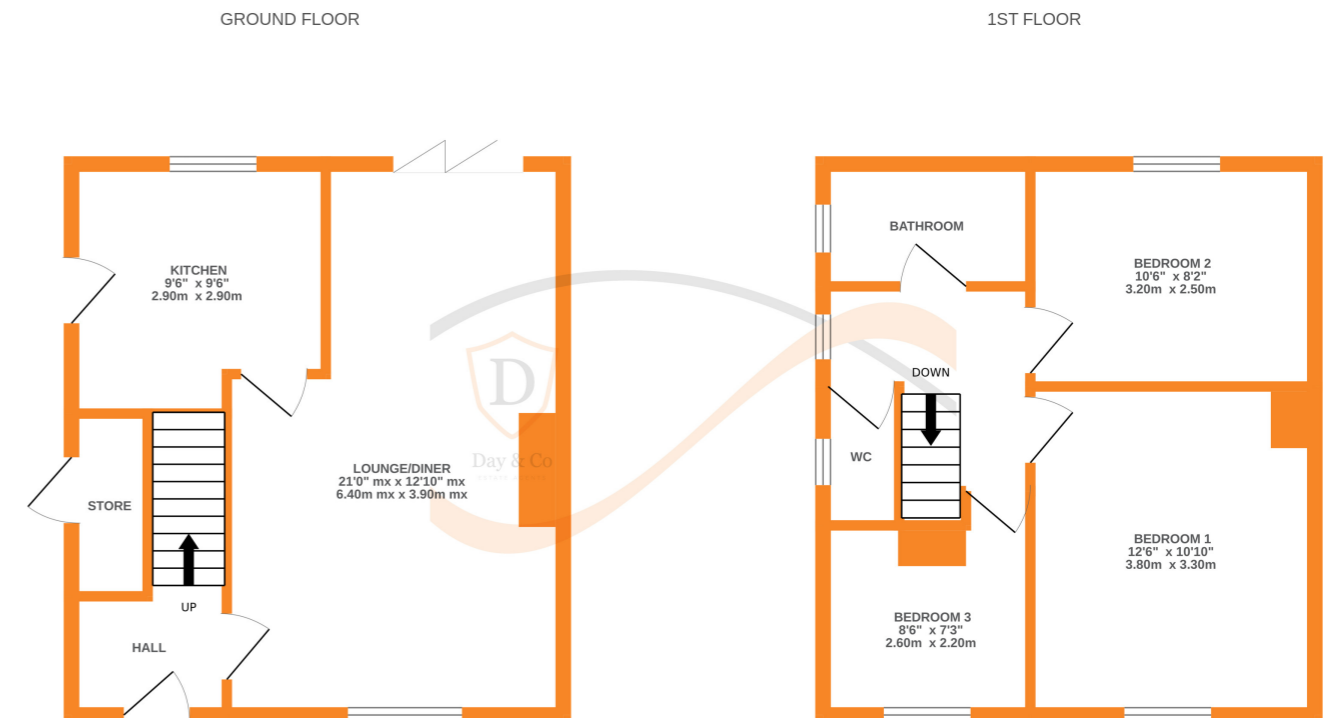 GROUND FLOOR
1ST FLOOR
KITCHEN
9'6" x 9'6"
2.90m x 2.90m
STORE
UP
HALL
LOUNGE/DINER
21'0" mx x 12'10" mx
6.40m mx x 3.90m mx
D
Day & Co
BATHROOM
BEDROOM 2
10'6" x 8'2"
3.20m x 2.50m
DOWN
WC
BEDROOM 1
12'6" x 10'10"
3.80m x 3.30m
BEDROOM 3
8'6" x 7'3"
2.60m x 2.20m